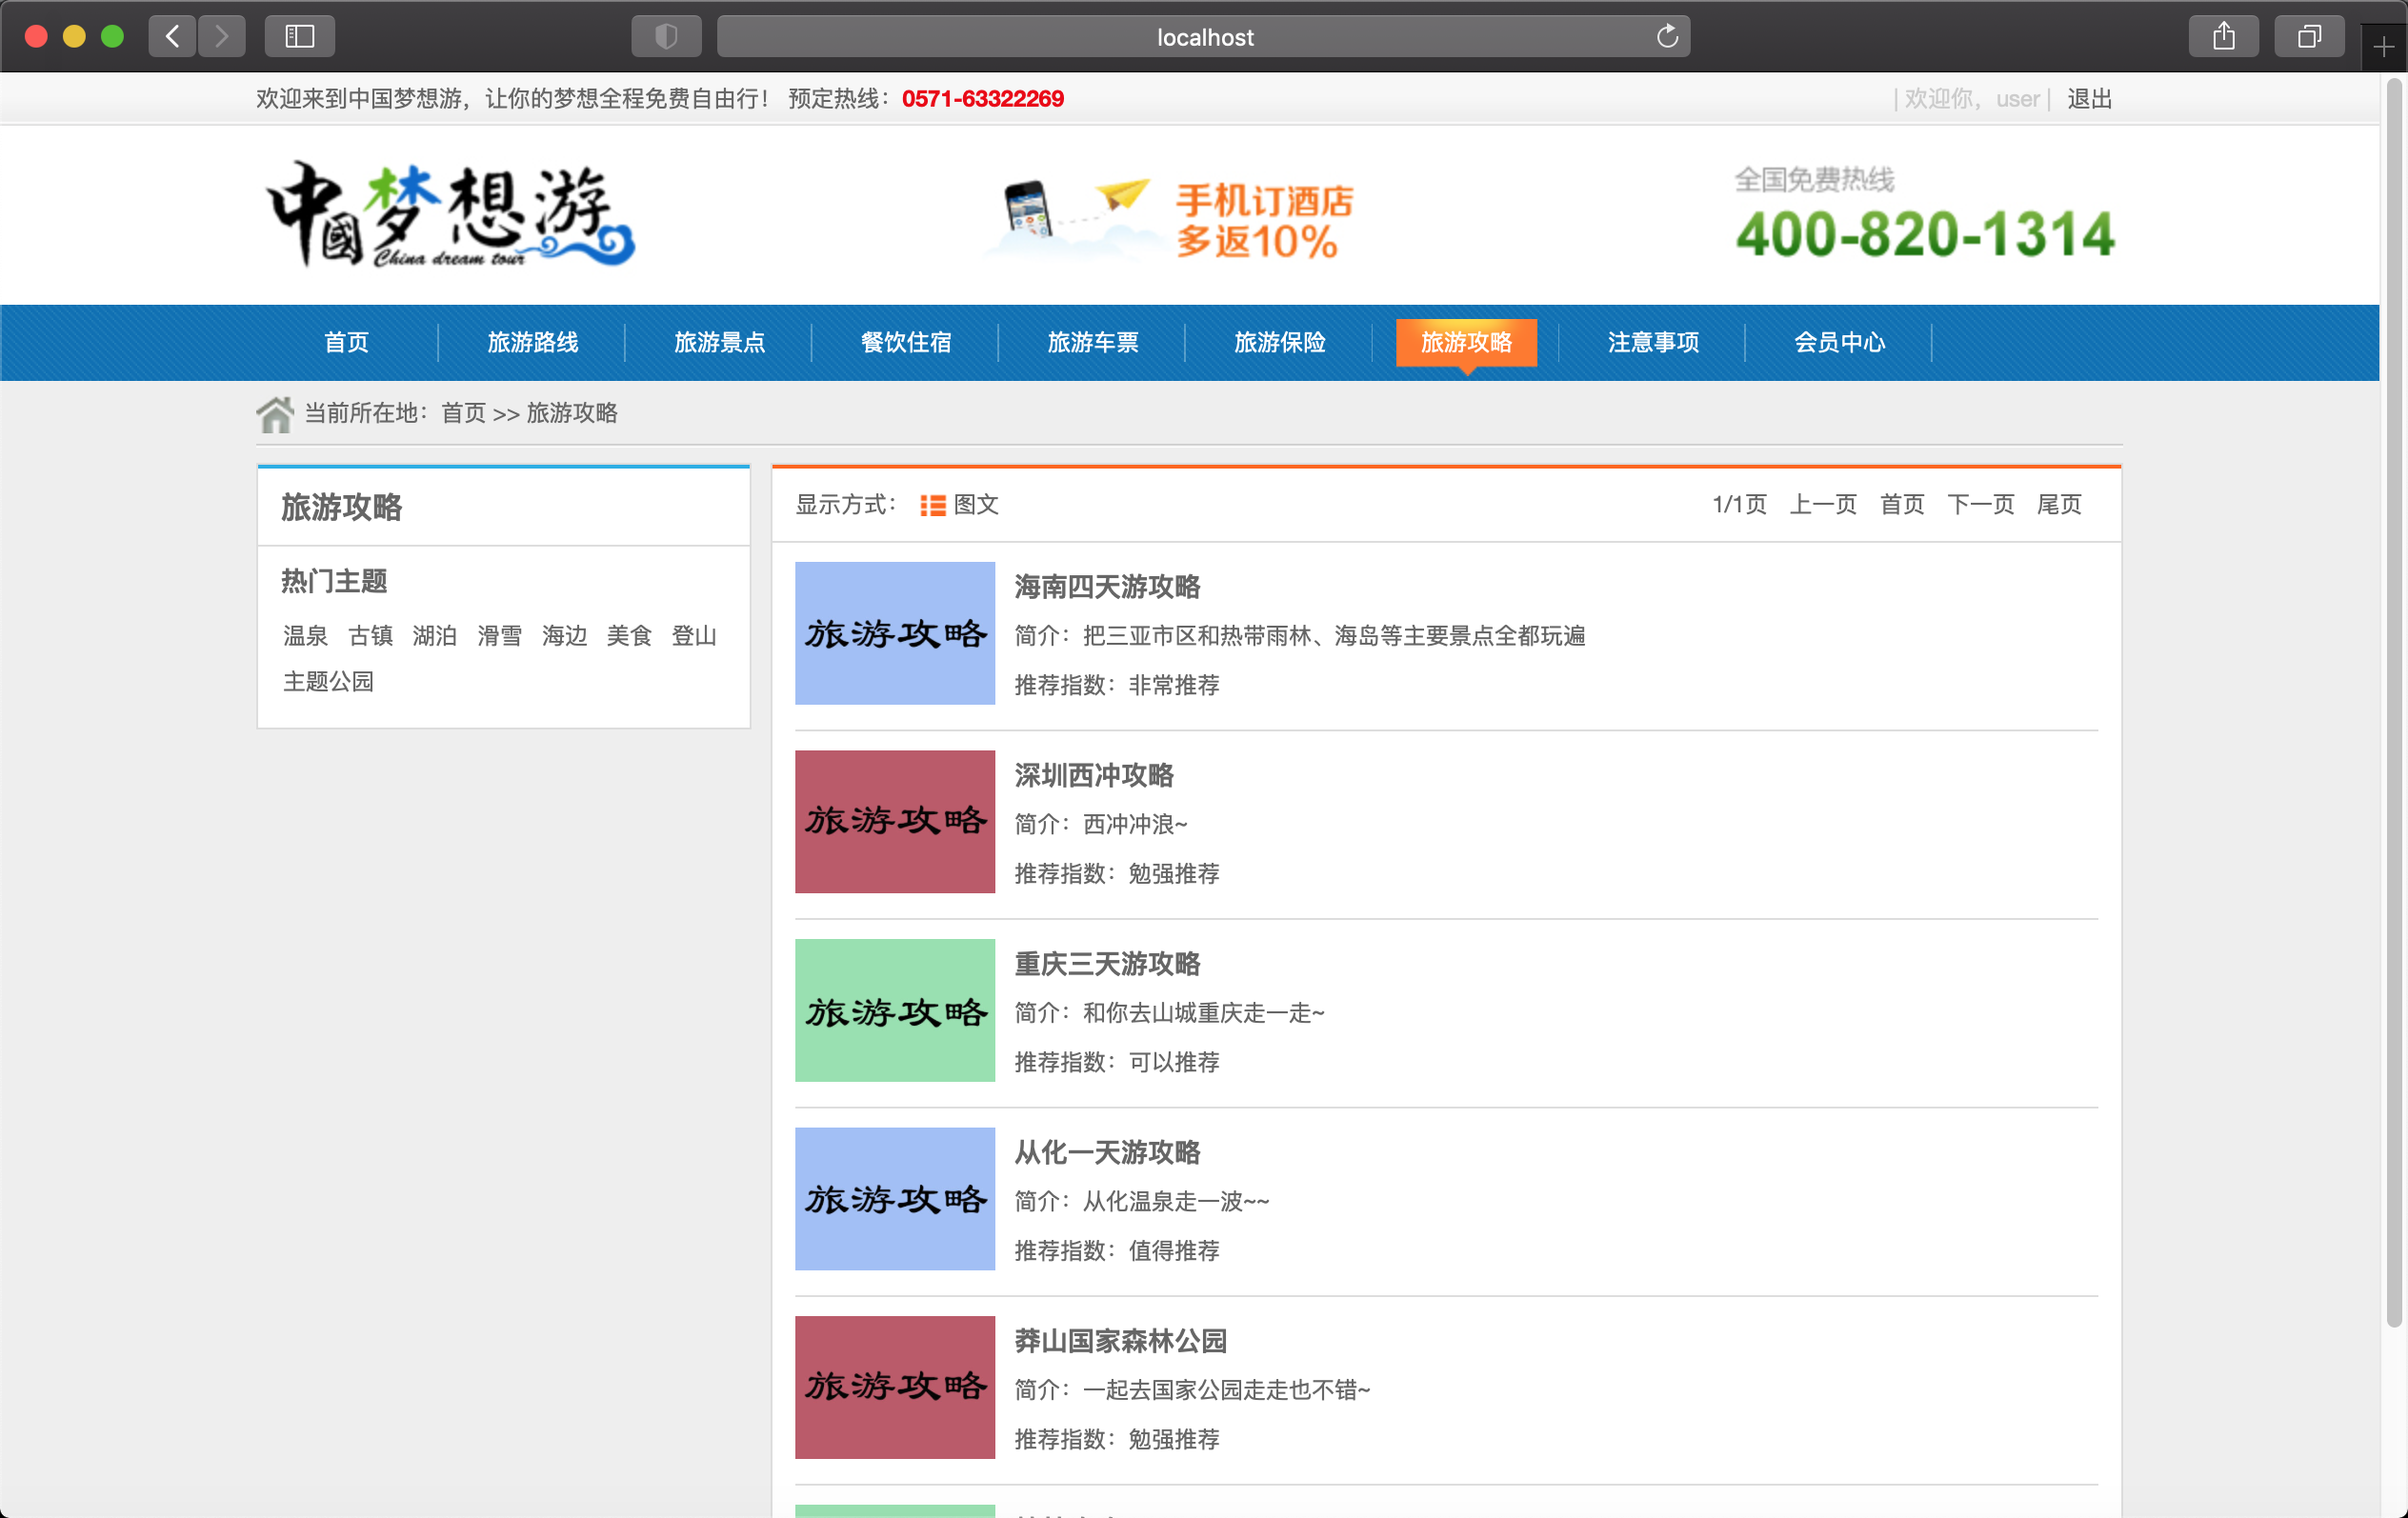 localhost
欢迎来到中国梦想游，让你的梦想全程免费自由行！ 预定热线：0571-63322269
| 欢迎你，user | 退出
中國梦想游
China dream tour
手机订酒店
多返10%
全国免费热线
400-820-1314
首页 旅游路线 旅游景点 餐饮住宿 旅游车票 旅游保险 旅游攻略 注意事项 会员中心
当前所在地：首页 >> 旅游攻略
旅游攻略
热门主题
温泉 古镇 湖泊 滑雪 海边 美食 登山
主题公园
显示方式： 图文 1/1页 上一页 首页 下一页 尾页
旅游攻略
海南四天游攻略
简介：把三亚市区和热带雨林、海岛等主要景点全都玩遍
推荐指数：非常推荐
旅游攻略
深圳西冲攻略
简介：西冲冲浪~
推荐指数：勉强推荐
旅游攻略
重庆三天游攻略
简介：和你去山城重庆走一走~
推荐指数：可以推荐
旅游攻略
从化一天游攻略
简介：从化温泉走一波~~
推荐指数：值得推荐
旅游攻略
莽山国家森林公园
简介：一起去国家公园走走也不错~
推荐指数：勉强推荐